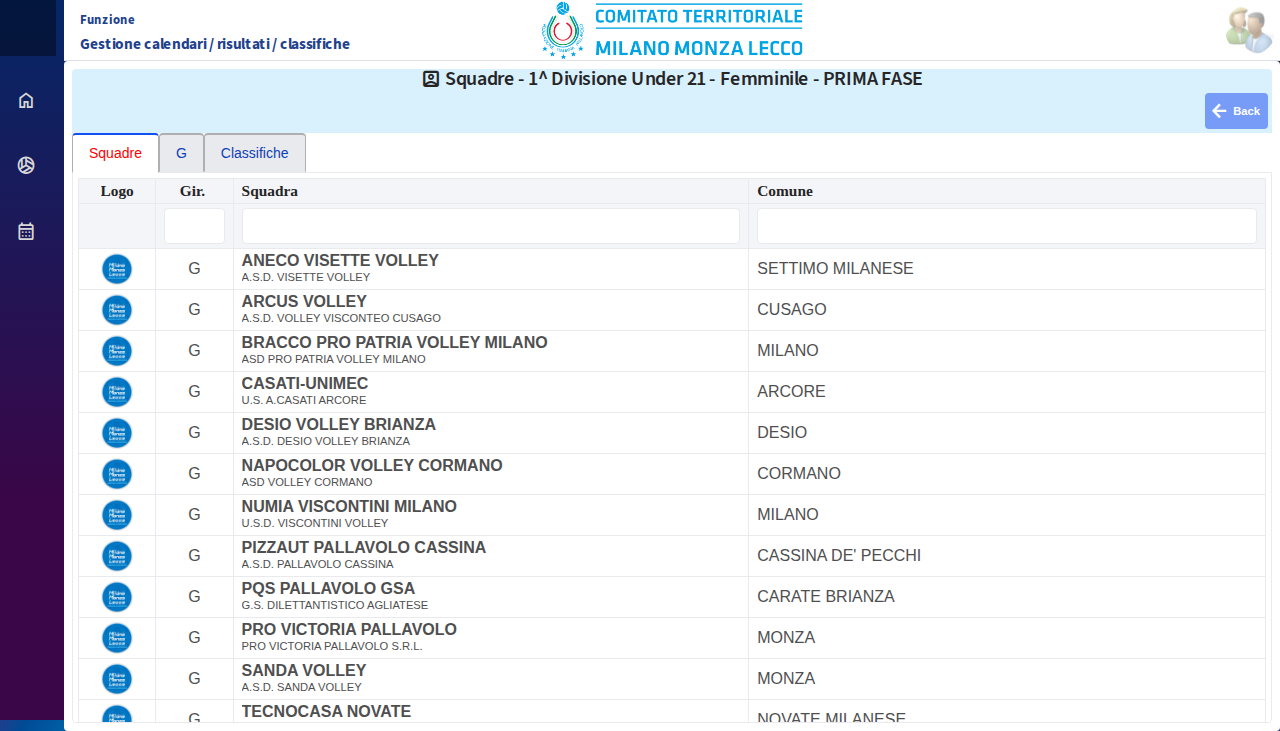 Funzione
Gestione calendari / risultati / classifiche
COMITATO TERRITORIALE
MILANO MONZA LECCO
Squadre - 1^ Divisione Under 21 - Femminile - PRIMA FASE
Back
Squadre G Classifiche
Logo Gir. Squadra Comune
G ANECO VISETTE VOLLEY SETTIMO MILANESE
A.S.D. VISETTE VOLLEY
G ARCUS VOLLEY CUSAGO
A.S.D. VOLLEY VISCONTEO CUSAGO
G BRACCO PRO PATRIA VOLLEY MILANO MILANO
ASD PRO PATRIA VOLLEY MILANO
G CASATI-UNIMEC ARCORE
U.S. A.CASATI ARCORE
G DESIO VOLLEY BRIANZA DESIO
A.S.D. DESIO VOLLEY BRIANZA
G NAPOCOLOR VOLLEY CORMANO CORMANO
ASD VOLLEY CORMANO
G NUMIA VISCONTINI MILANO MILANO
U.S.D. VISCONTINI VOLLEY
G PIZZAUT PALLAVOLO CASSINA CASSINA DE' PECCHI
A.S.D. PALLAVOLO CASSINA
G PQS PALLAVOLO GSA CARATE BRIANZA
G.S. DILETTANTISTICO AGLIATESE
G PRO VICTORIA PALLAVOLO MONZA
PRO VICTORIA PALLAVOLO S.R.L.
G SANDA VOLLEY MONZA
A.S.D. SANDA VOLLEY
G TECNOCASA NOVATE NOVATE MILANESE